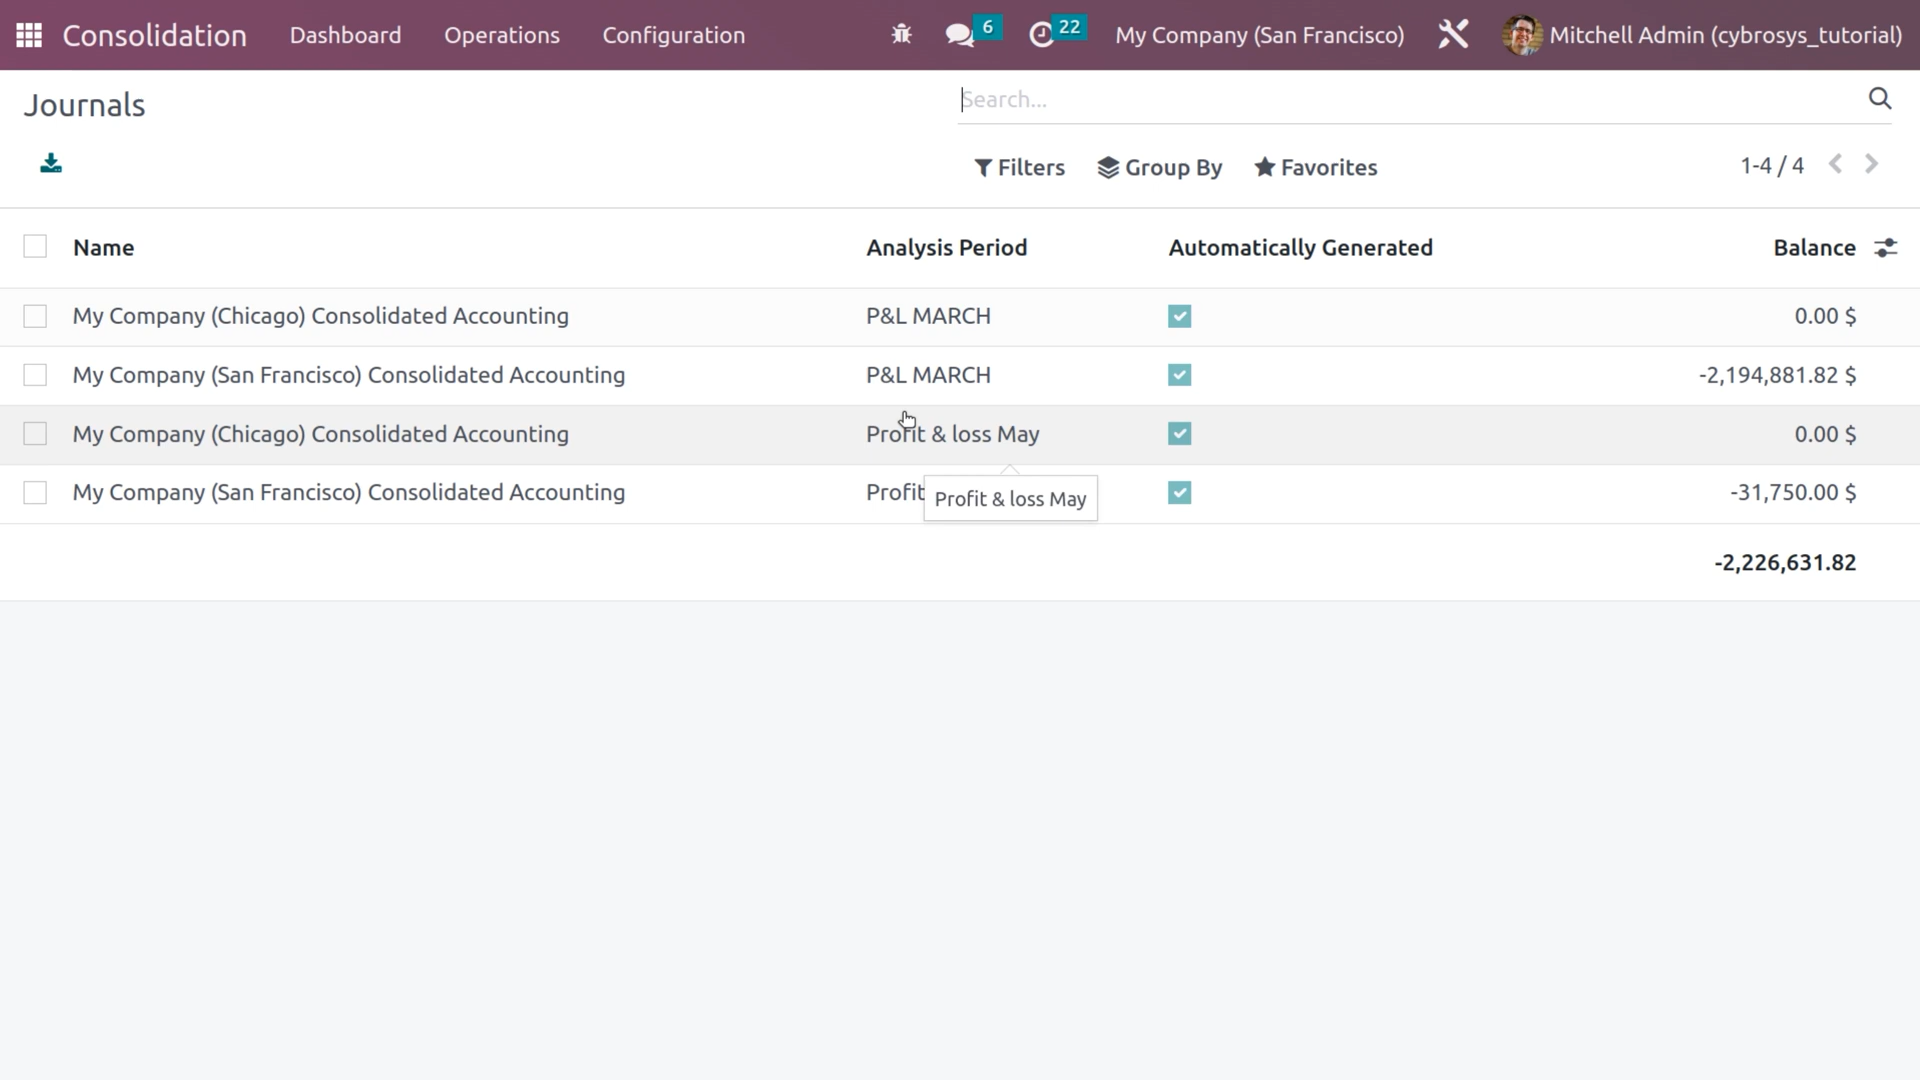 Consolidation Dashboard Operations Configuration 6 22 My Company (San Francisco) Mitchell Admin (cybrosys_tutorial)
Journals
Search...
Filters Group By Favorites 1-4 / 4
Name Analysis Period Automatically Generated Balance
My Company (Chicago) Consolidated Accounting P&L MARCH 0.00 $
My Company (San Francisco) Consolidated Accounting P&L MARCH -2,194,881.82 $
My Company (Chicago) Consolidated Accounting Profit & loss May 0.00 $
My Company (San Francisco) Consolidated Accounting Profit -31,750.00 $
Profit & loss May
-2,226,631.82